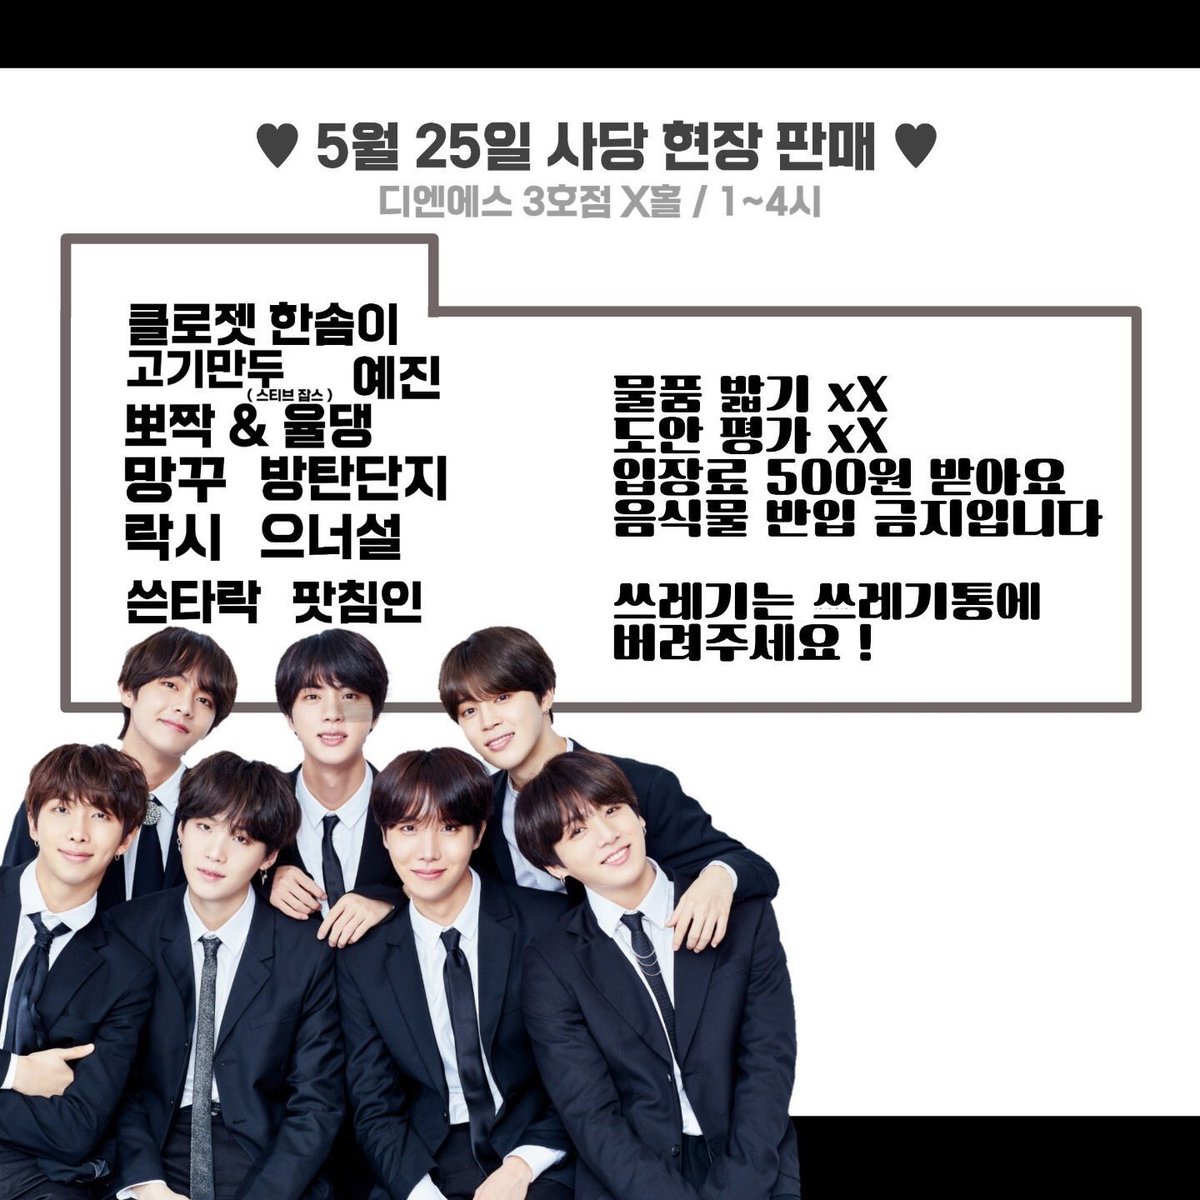 ♥ 5월 25일 사당 현장 판매 ♥
디엔에스 3호점 X홀 / 1~4시
클로젯 한솜이
고기만두 예진
( 스티브 잡스 )
뽀짝 & 율댕
망꾸 방탄단지
락시 으너설
쓴타락 팟침인
물품 밟기 xX
도안 평가 xX
입장료 500원 받아요
음식물 반입 금지입니다
쓰레기는 쓰레기통에
버려주세요 !